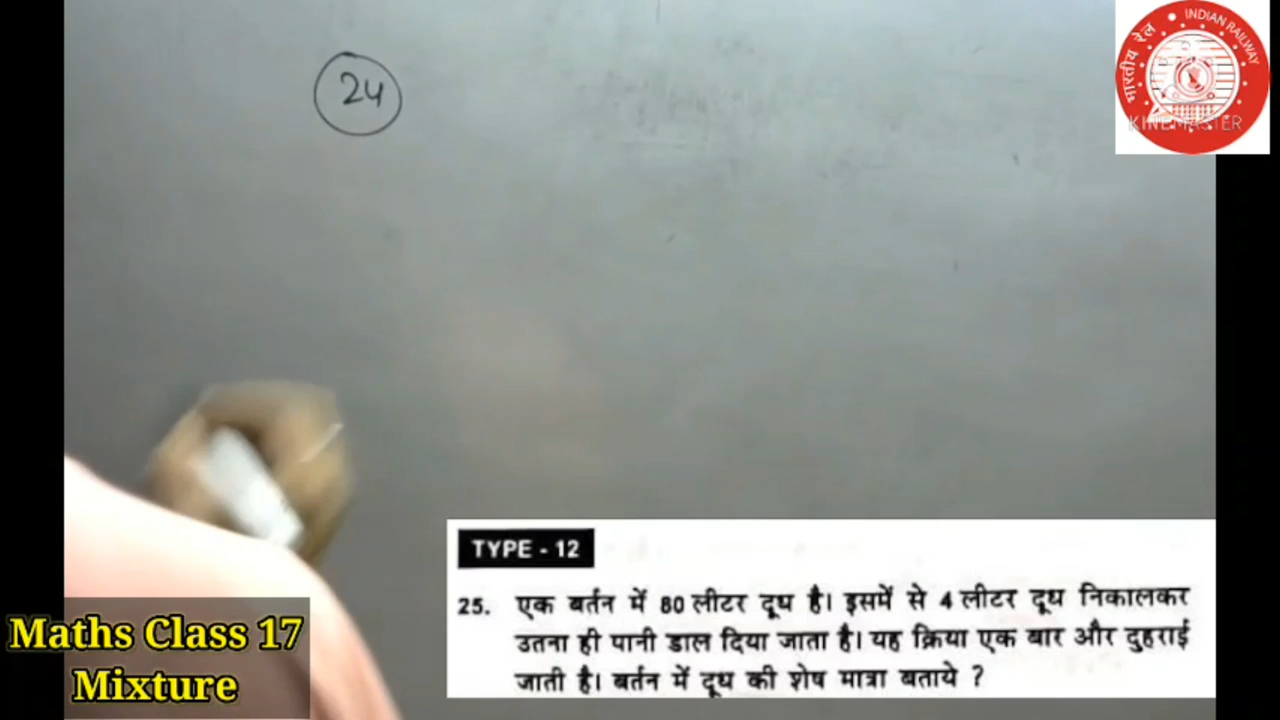 24
भारतीय रेल
INDIAN RAILWAY
KINEMASTER
TYPE - 12
25. एक बर्तन में 80 लीटर दूध है। इसमें से 4 लीटर दूध निकालकर
उतना ही पानी डाल दिया जाता है। यह क्रिया एक बार और दुहराई
जाती है। बर्तन में दूध की शेष मात्रा बताये ?
Maths Class 17
Mixture